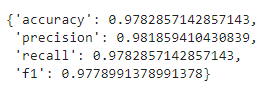 {'accuracy': 0.9782857142857143,
 'precision': 0.981859410430839,
 'recall': 0.9782857142857143,
 'f1': 0.9778991378991378}